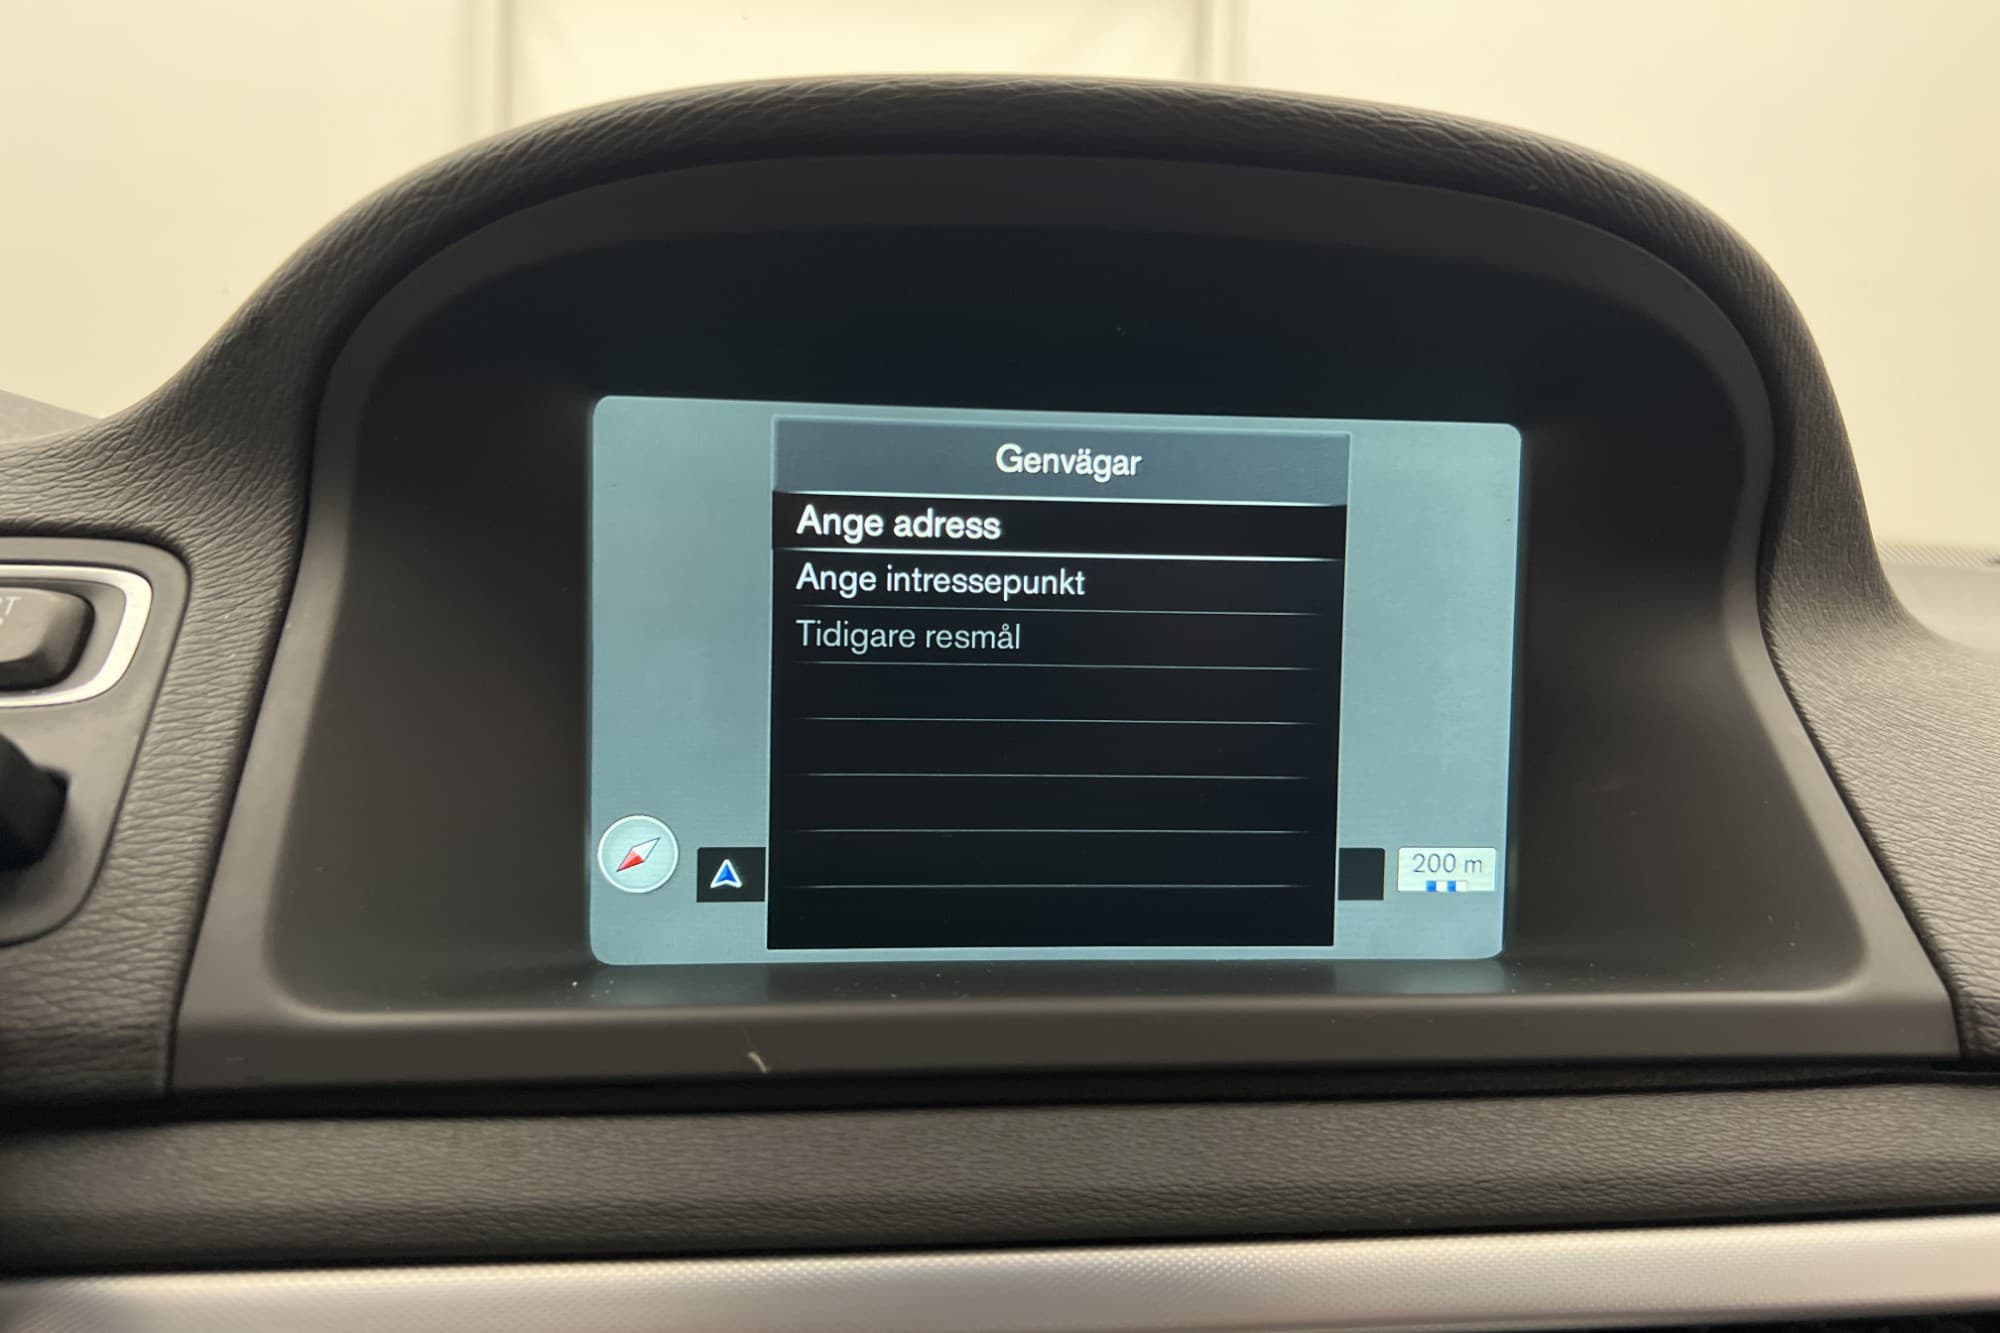 Genvägar
Ange adress
Ange intressepunkt
Tidigare resmål
200 m